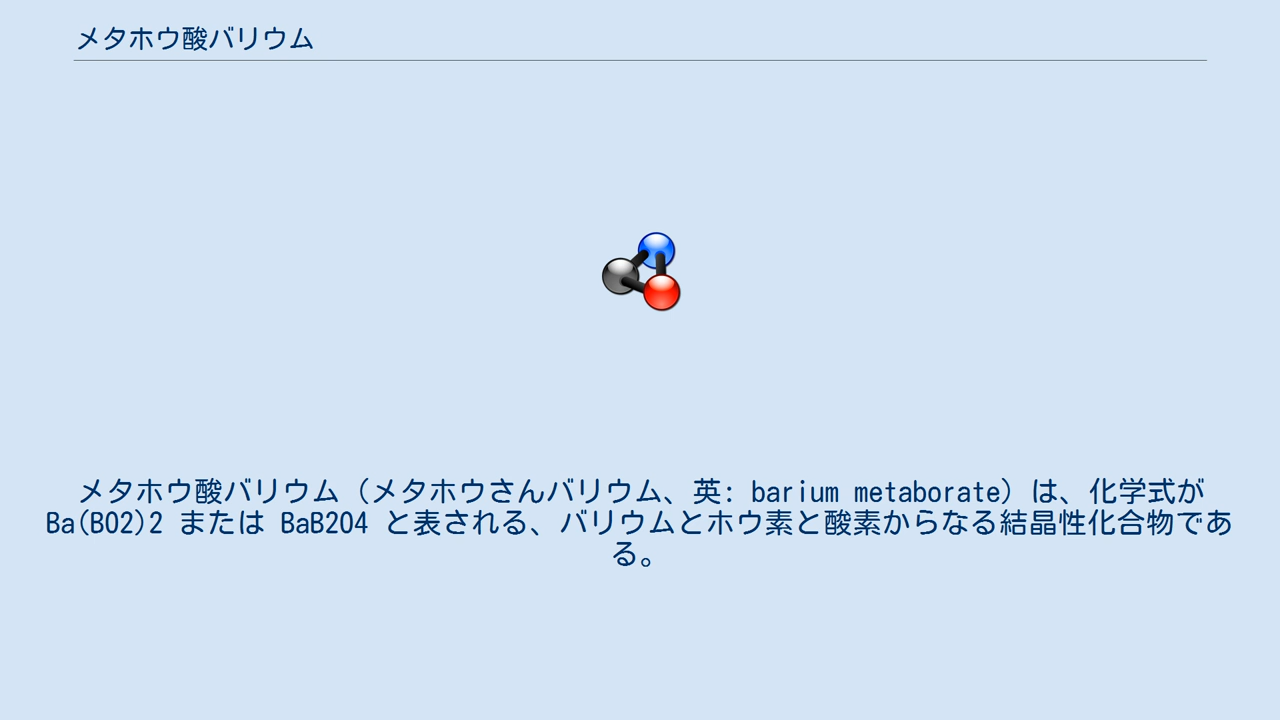 メタホウ酸バリウム
メタホウ酸バリウム（メタホウさんバリウム、英: barium metaborate）は、化学式が
Ba(BO2)2 または BaB2O4 と表される、バリウムとホウ素と酸素からなる結晶性化合物であ
る。